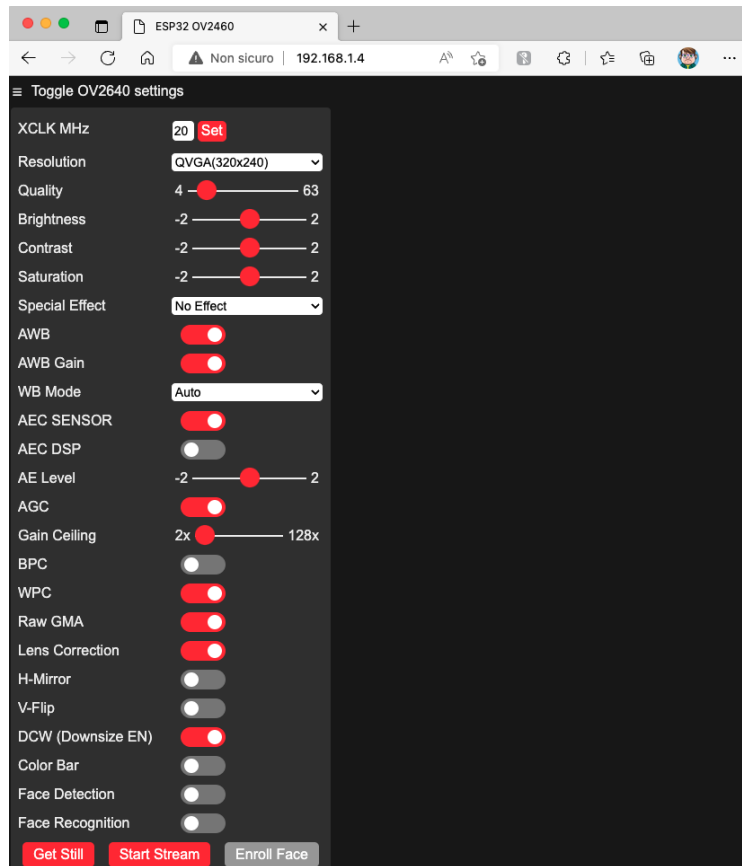 ESP32 OV2460
Non sicuro 192.168.1.4
Toggle OV2640 settings
XCLK MHz 20 Set
Resolution QVGA(320x240)
Quality 4 63
Brightness -2 2
Contrast -2 2
Saturation -2 2
Special Effect No Effect
AWB
AWB Gain
WB Mode Auto
AEC SENSOR
AEC DSP
AE Level -2 2
AGC
Gain Ceiling 2x 128x
BPC
WPC
Raw GMA
Lens Correction
H-Mirror
V-Flip
DCW (Downsize EN)
Color Bar
Face Detection
Face Recognition
Get Still Start Stream Enroll Face